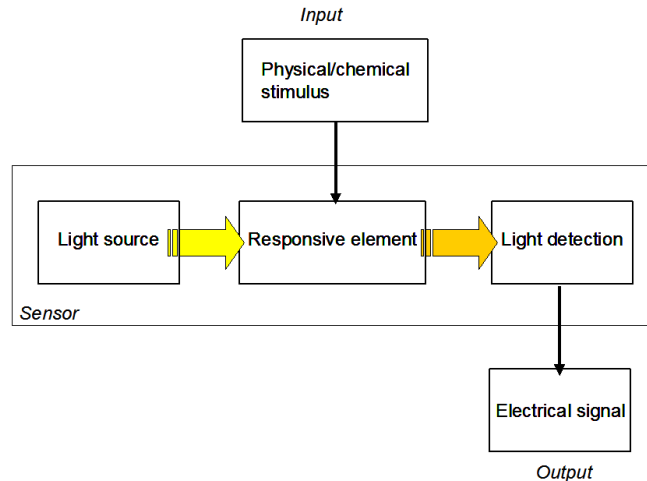 Input
Physical/chemical
stimulus
Light source
Responsive element
Light detection
Sensor
Electrical signal
Output